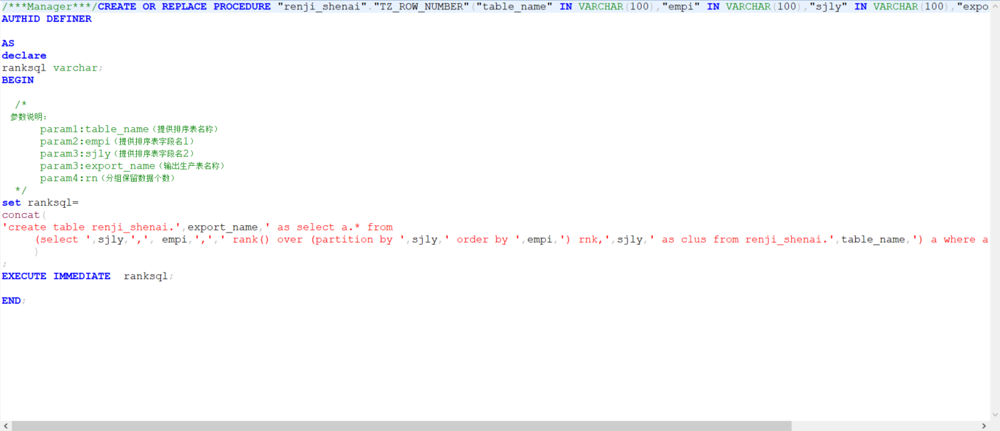 /***Manager***/CREATE OR REPLACE PROCEDURE "renji_shenai"."TZ_ROW_NUMBER"("table_name" IN VARCHAR(100),"empi" IN VARCHAR(100),"sjly" IN VARCHAR(100),"expo
AUTHID DEFINER
AS
declare
ranksql varchar;
BEGIN
/*
参数说明:
param1:table_name（提供排序表名称）
param2:empi（提供排序表字段名1）
param3:sjly（提供排序表字段名2）
param3:export_name（输出生产表名称）
param4:rn（分组保留数据个数）
*/
set ranksql=
concat(
'create table renji_shenai.',export_name,' as select a.* from
(select ',sjly,',', empi,',',' rank() over (partition by ',sjly,' order by ',empi,') rnk,',sjly,' as clus from renji_shenai.',table_name,') a where a
)
;
EXECUTE IMMEDIATE  ranksql;
END;